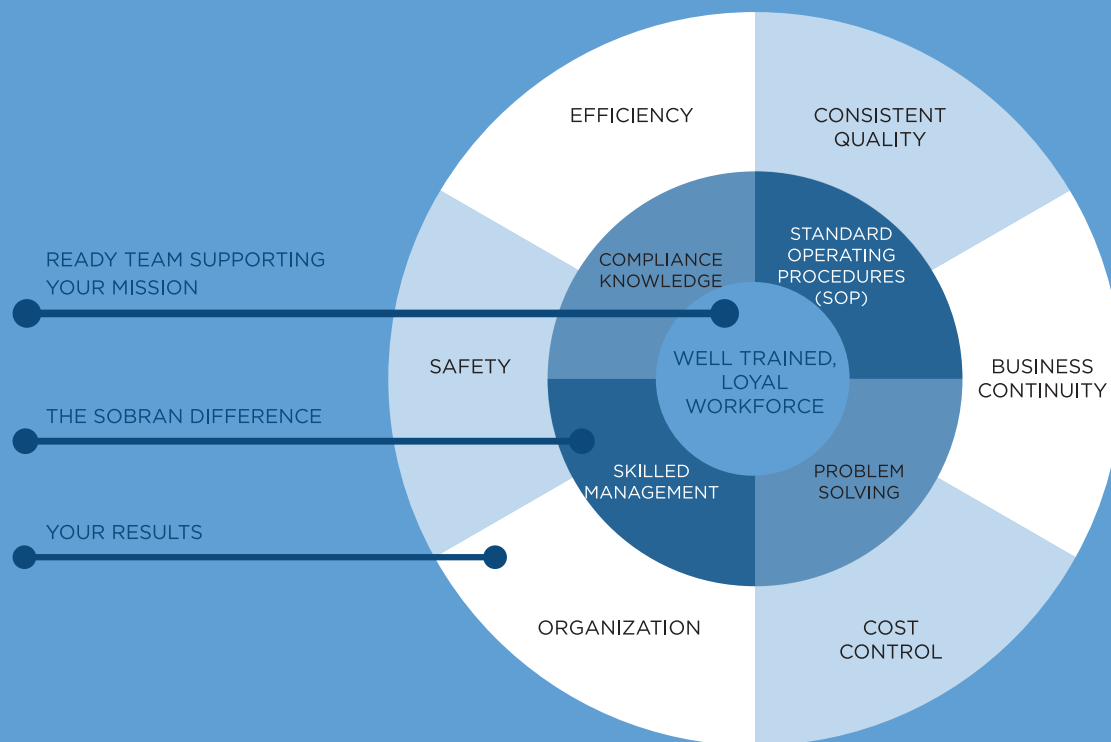 EFFICIENCY
CONSISTENT
QUALITY
READY TEAM SUPPORTING
YOUR MISSION
COMPLIANCE
KNOWLEDGE
STANDARD
OPERATING
PROCEDURES
(SOP)
SAFETY
WELL TRAINED,
LOYAL
WORKFORCE
BUSINESS
CONTINUITY
THE SOBRAN DIFFERENCE
SKILLED
MANAGEMENT
PROBLEM
SOLVING
YOUR RESULTS
ORGANIZATION
COST
CONTROL